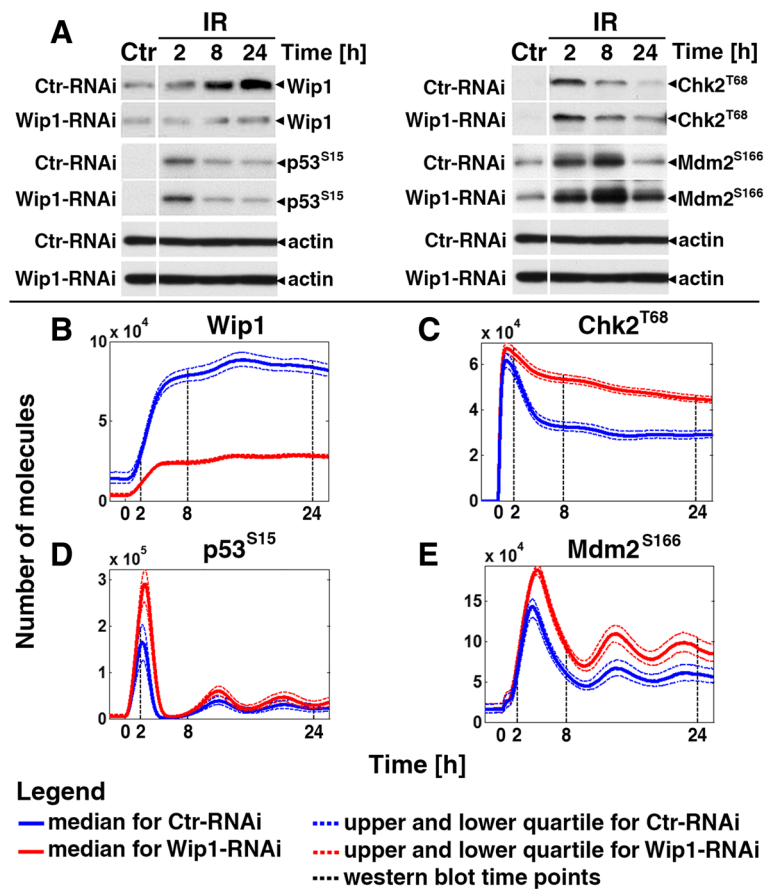 A
IR
Ctr 2 8 24 Time [h]
Ctr-RNAi Wip1
Wip1-RNAi Wip1
Ctr-RNAi p53S15
Wip1-RNAi p53S15
Ctr-RNAi actin
Wip1-RNAi actin
IR
Ctr 2 8 24 Time [h]
Ctr-RNAi Chk2T68
Wip1-RNAi Chk2T68
Ctr-RNAi Mdm2S166
Wip1-RNAi Mdm2S166
Ctr-RNAi actin
Wip1-RNAi actin
Number of molecules
B
Wip1
x 10^4
10
5
0
0 2 8 24
C
Chk2T68
x 10^4
6
4
2
0
0 2 8 24
D
p53S15
x 10^5
3
2
1
0
0 2 8 24
E
Mdm2S166
x 10^4
15
10
5
0
0 2 8 24
Time [h]
Legend
median for Ctr-RNAi
median for Wip1-RNAi
upper and lower quartile for Ctr-RNAi
upper and lower quartile for Wip1-RNAi
western blot time points